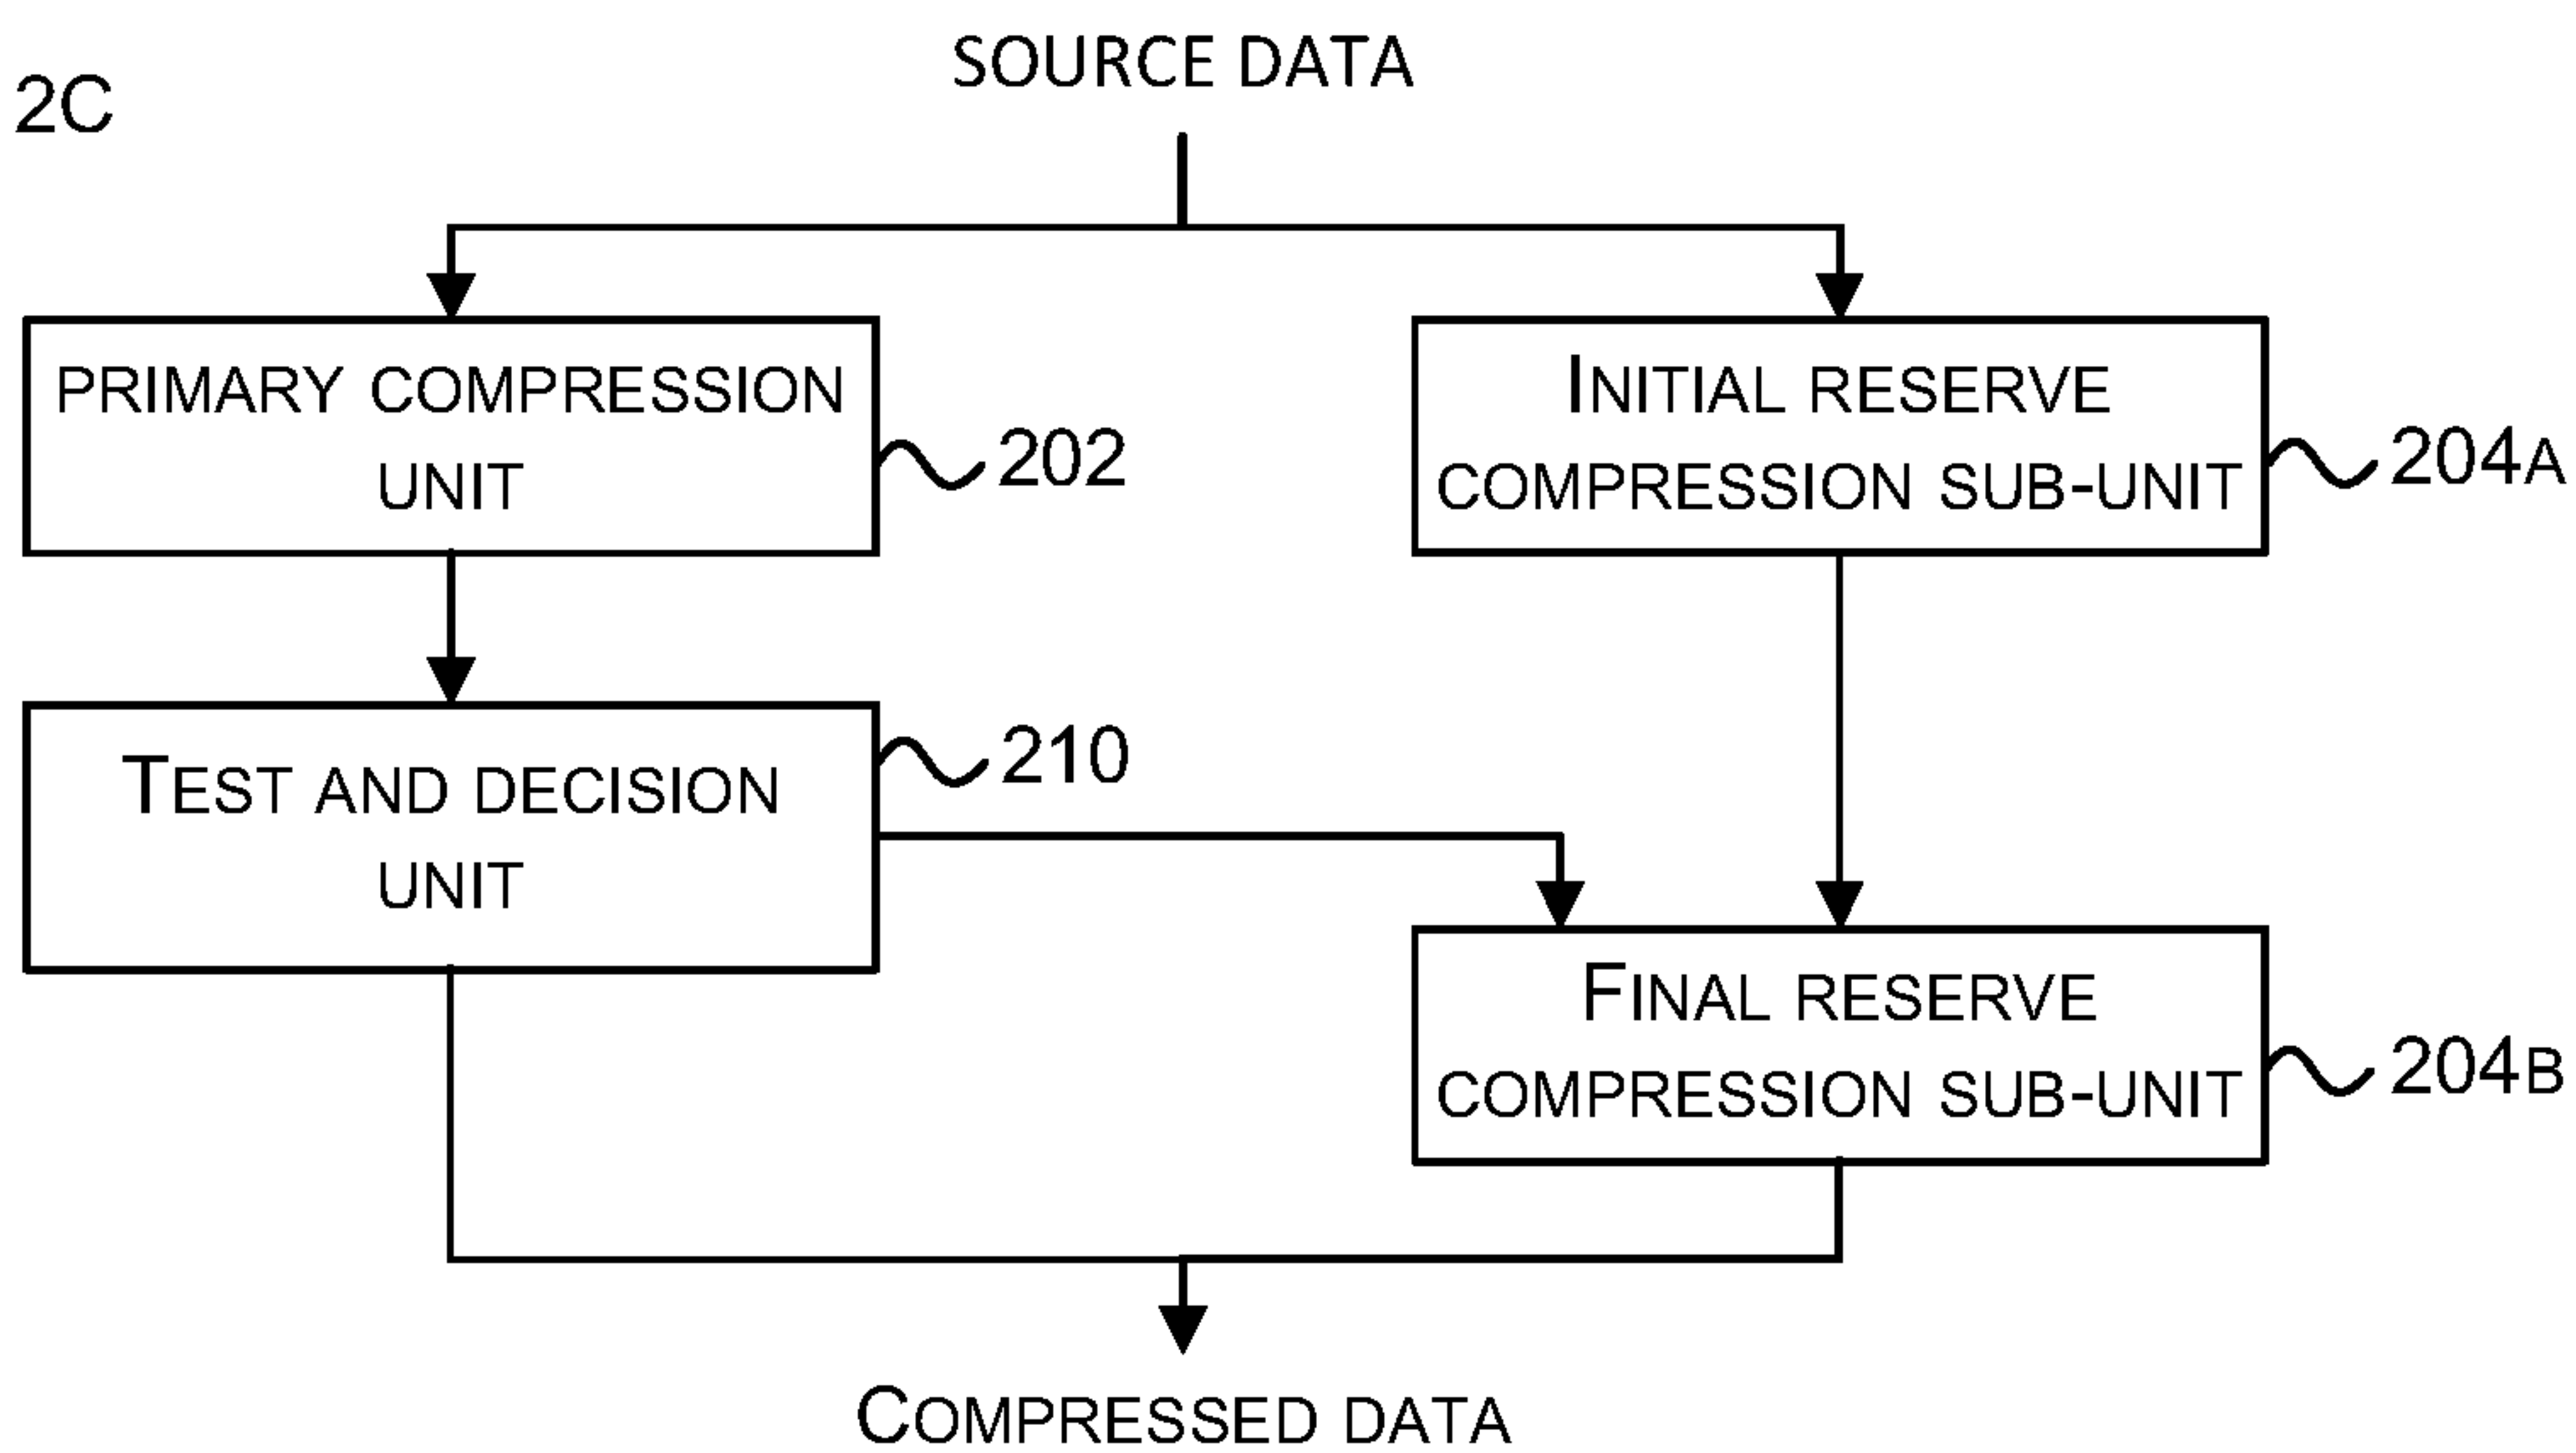 2C
SOURCE DATA
PRIMARY COMPRESSION
UNIT
202
INITIAL RESERVE
COMPRESSION SUB-UNIT
204A
TEST AND DECISION
UNIT
210
FINAL RESERVE
COMPRESSION SUB-UNIT
204B
COMPRESSED DATA